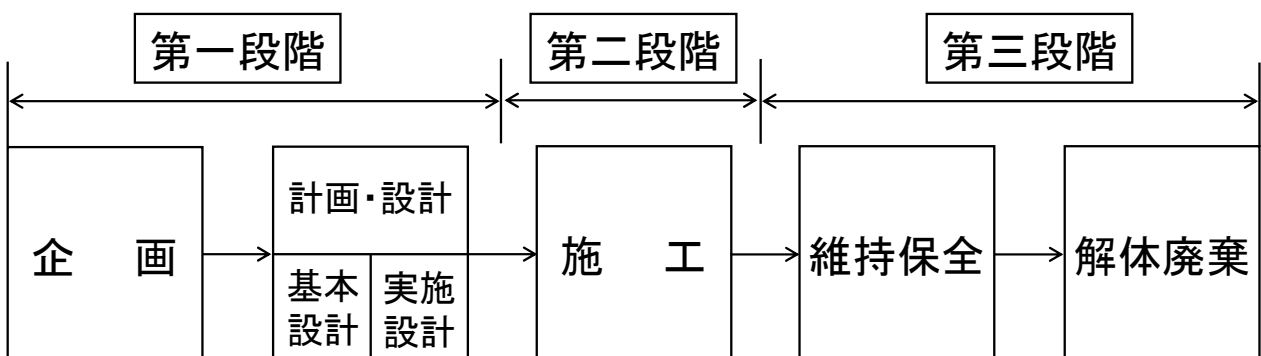 第一段階
第二段階
第三段階
企画
計画・設計
基本
設計
実施
設計
施工
維持保全
解体廃棄